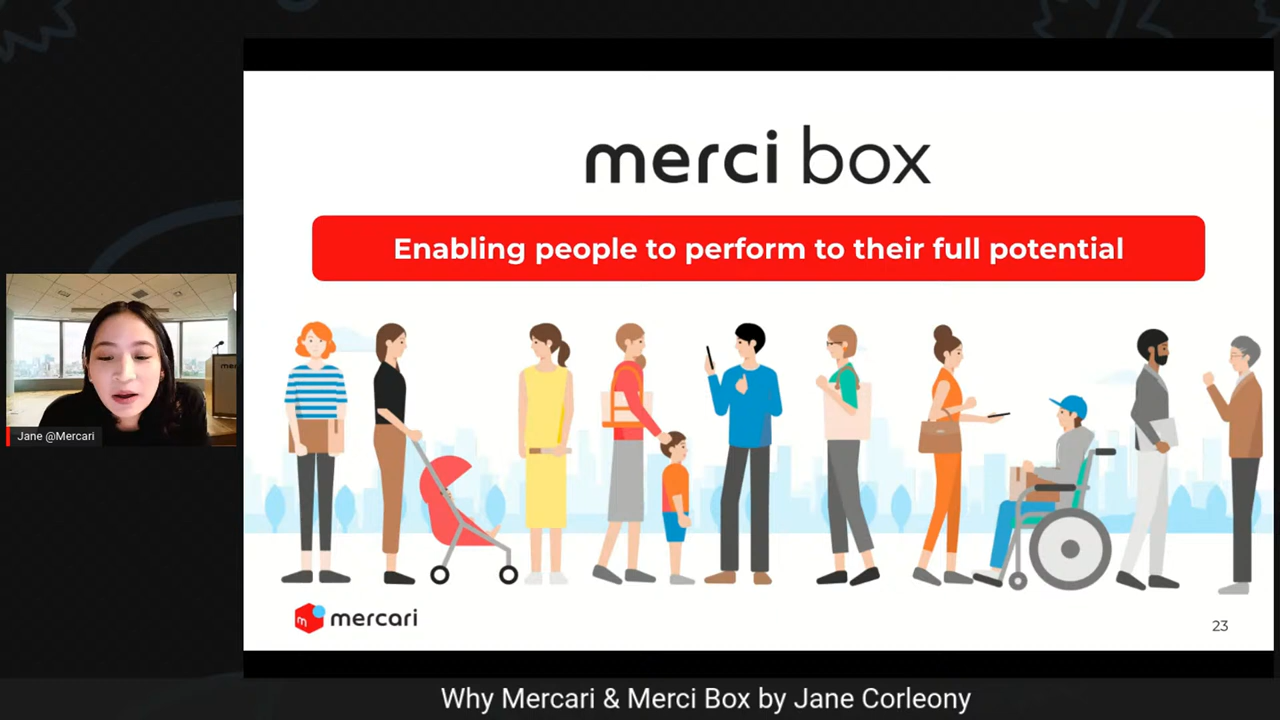 merci box
Enabling people to perform to their full potential
Jane @Mercari
mercari
23
Why Mercari & Merci Box by Jane Corleony